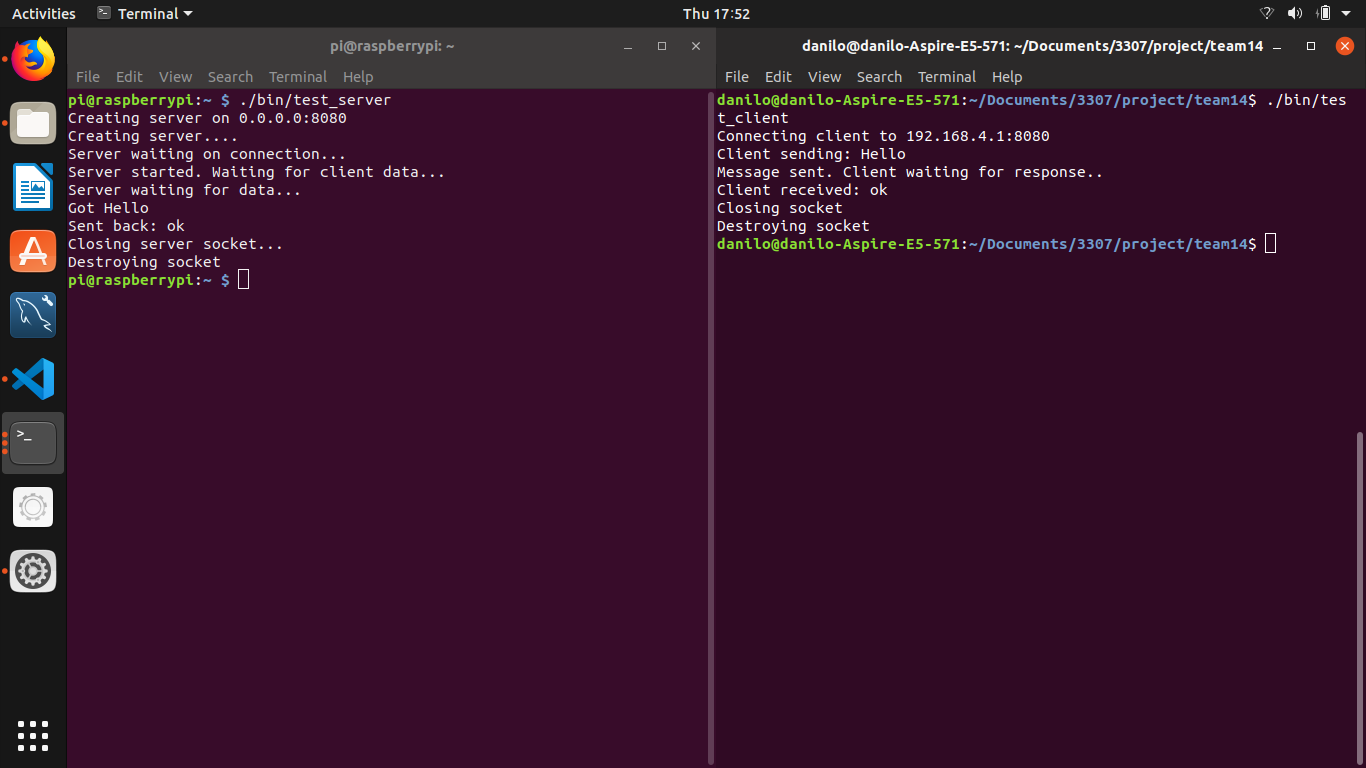 Activities
Terminal
Thu 17:52
pi@raspberrypi: ~
File Edit View Search Terminal Help
pi@raspberrypi:~ $ ./bin/test_server
Creating server on 0.0.0.0:8080
Creating server....
Server waiting on connection...
Server started. Waiting for client data...
Server waiting for data...
Got Hello
Sent back: ok
Closing server socket...
Destroying socket
pi@raspberrypi:~ $
danilo@danilo-Aspire-E5-571: ~/Documents/3307/project/team14
File Edit View Search Terminal Help
danilo@danilo-Aspire-E5-571:~/Documents/3307/project/team14$ ./bin/tes
t_client
Connecting client to 192.168.4.1:8080
Client sending: Hello
Message sent. Client waiting for response..
Client received: ok
Closing socket
Destroying socket
danilo@danilo-Aspire-E5-571:~/Documents/3307/project/team14$